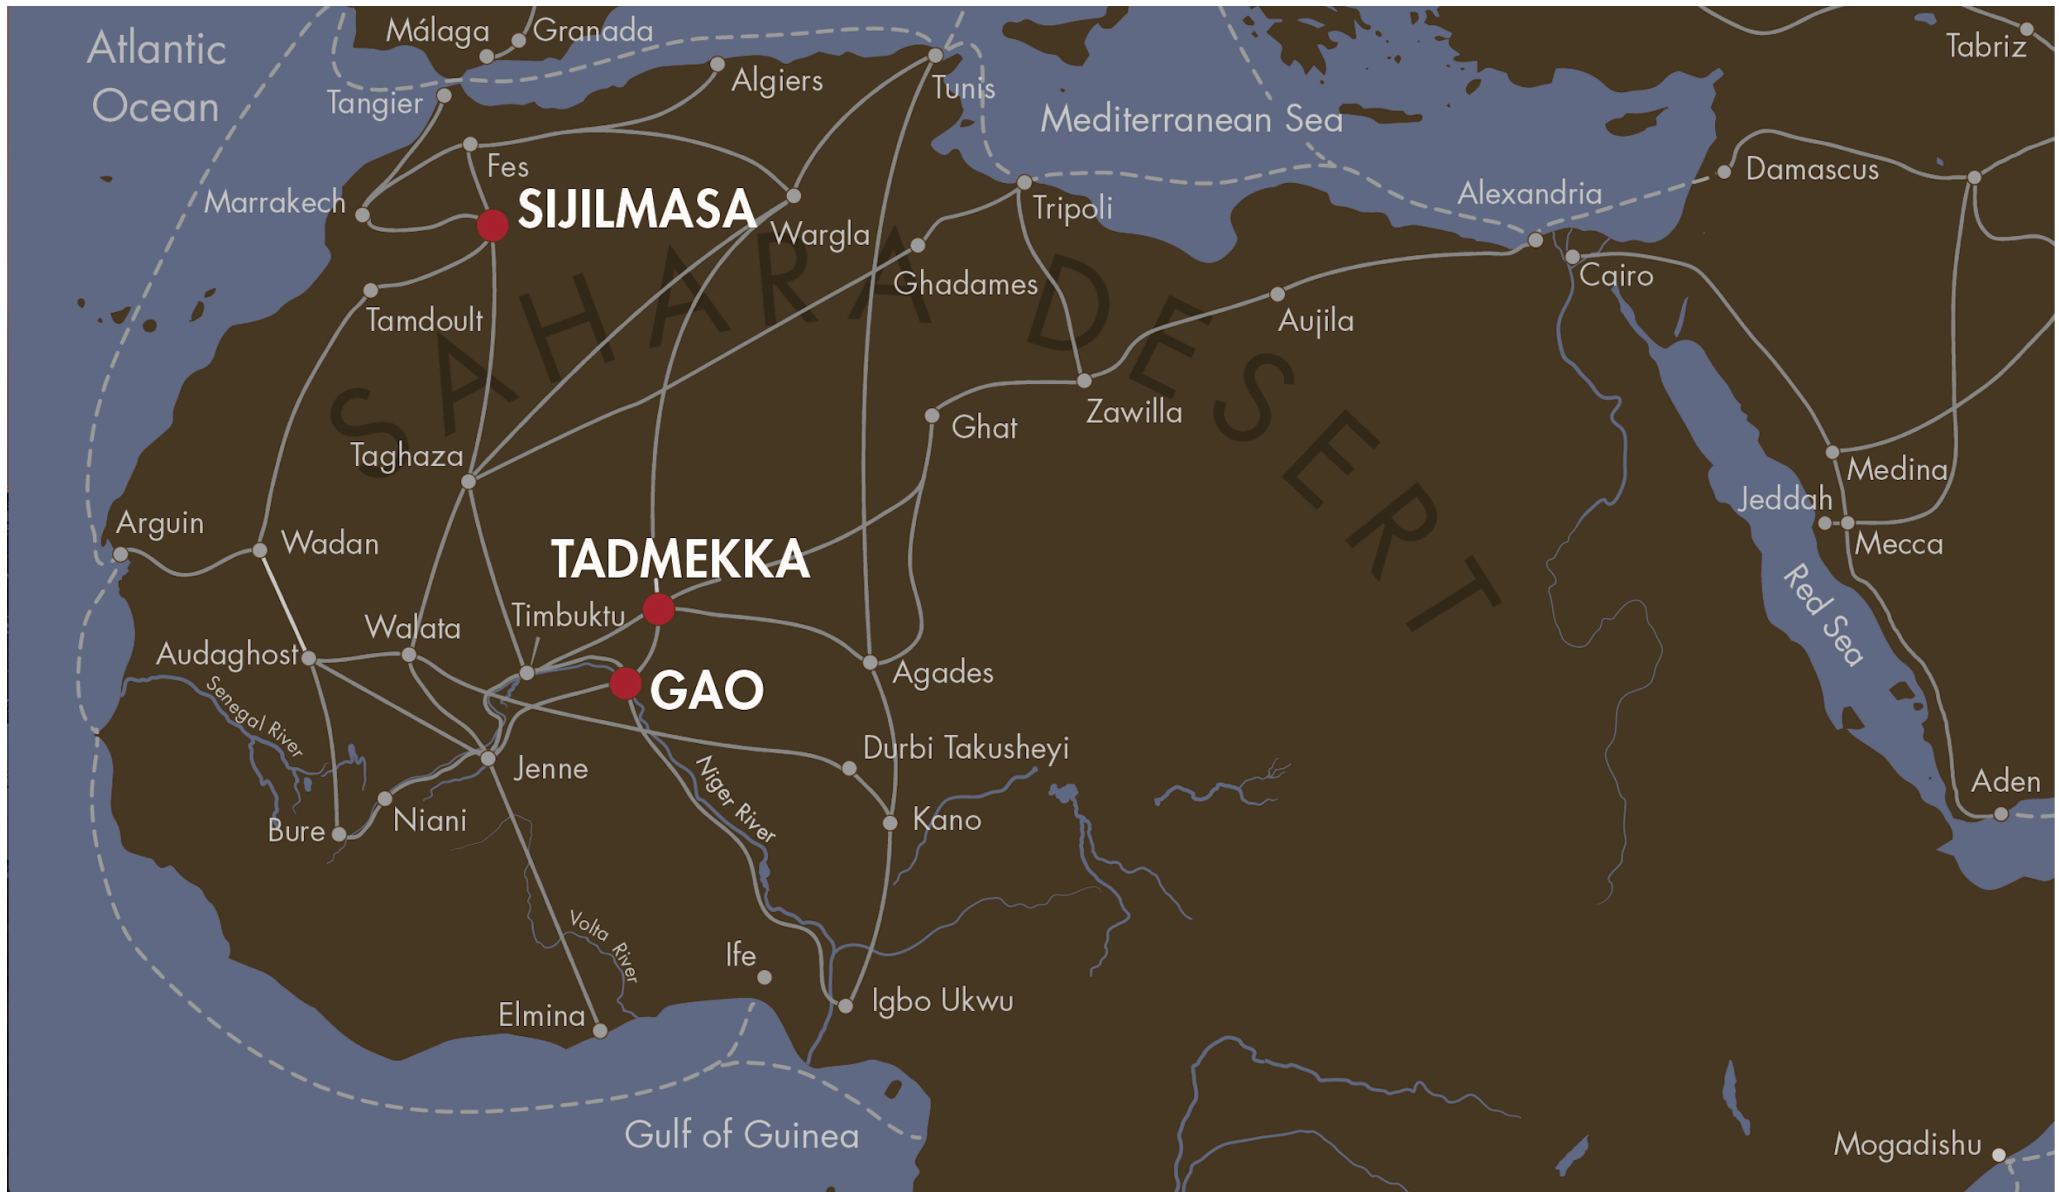 Atlantic
Ocean
Málaga
Granada
Tangier
Algiers
Tunis
Mediterranean Sea
Tabriz
Fes
Marrakech
SIJILMASA
Wargla
Tripoli
Alexandria
Damascus
Ghadames
Cairo
Tamdoult
Aujila
SAHARA DESERT
Taghaza
Ghat
Zawilla
Medina
Jeddah
Mecca
Arguin
Wadan
TADMEKKA
Red Sea
Timbuktu
Walata
Audaghost
Agades
GAO
Senegal River
Durbi Takusheyi
Jenne
Niger River
Aden
Niani
Bure
Kano
Volta River
Ife
Igbo Ukwu
Elmina
Gulf of Guinea
Mogadishu